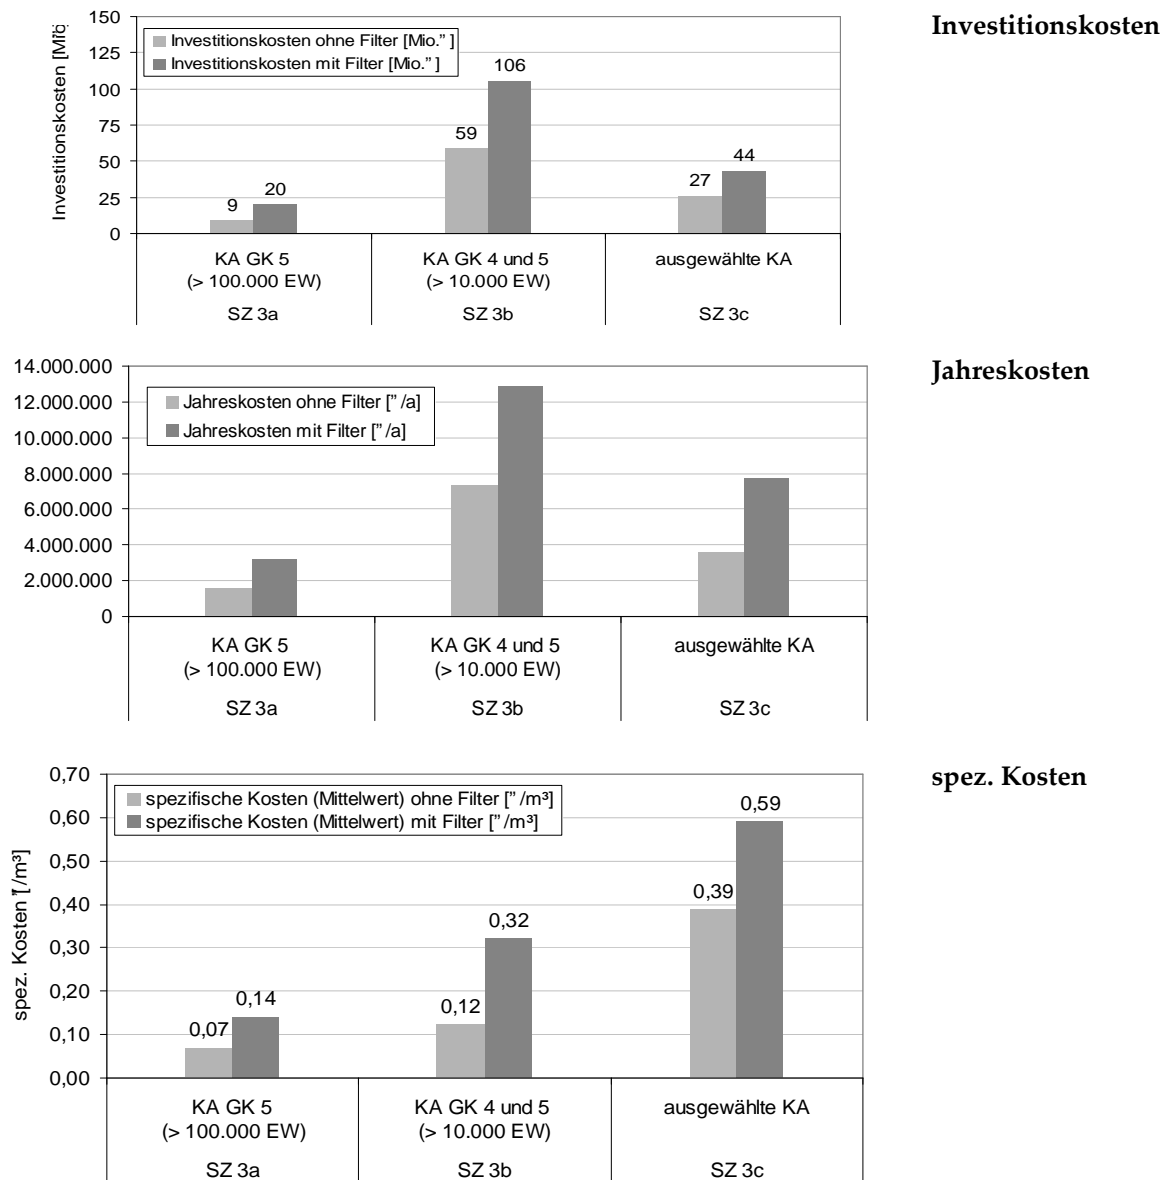 Investitionskosten
150
125
100
75
50
25
0
Investitionskosten ohne Filter [Mio.” ]
Investitionskosten mit Filter [Mio.” ]
9
20
59
106
27
44
KA GK 5
(> 100.000 EW)
KA GK 4 und 5
(> 10.000 EW)
ausgewählte KA
SZ 3a
SZ 3b
SZ 3c
Jahreskosten
14.000.000
12.000.000
10.000.000
8.000.000
6.000.000
4.000.000
2.000.000
0
Jahreskosten ohne Filter [” /a]
Jahreskosten mit Filter [” /a]
KA GK 5
(> 100.000 EW)
KA GK 4 und 5
(> 10.000 EW)
ausgewählte KA
SZ 3a
SZ 3b
SZ 3c
spez. Kosten
spez. Kosten [”/m³]
0,70
0,60
0,50
0,40
0,30
0,20
0,10
0,00
spezifische Kosten (Mittelwert) ohne Filter [” /m³]
spezifische Kosten (Mittelwert) mit Filter [” /m³]
0,07
0,14
0,12
0,32
0,39
0,59
KA GK 5
(> 100.000 EW)
KA GK 4 und 5
(> 10.000 EW)
ausgewählte KA
SZ 3a
SZ 3b
SZ 3c